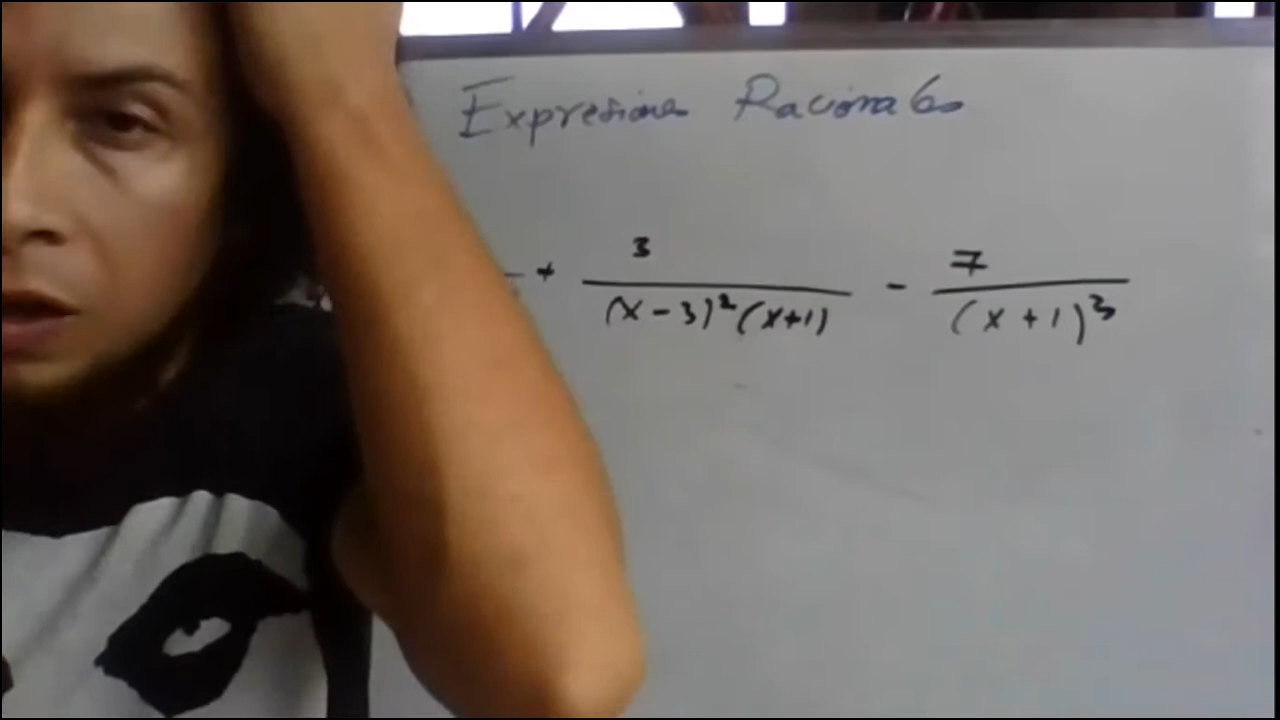 Expresiones Racionales
+ 3/((x-3)²(x+1)) - 7/((x+1)³)